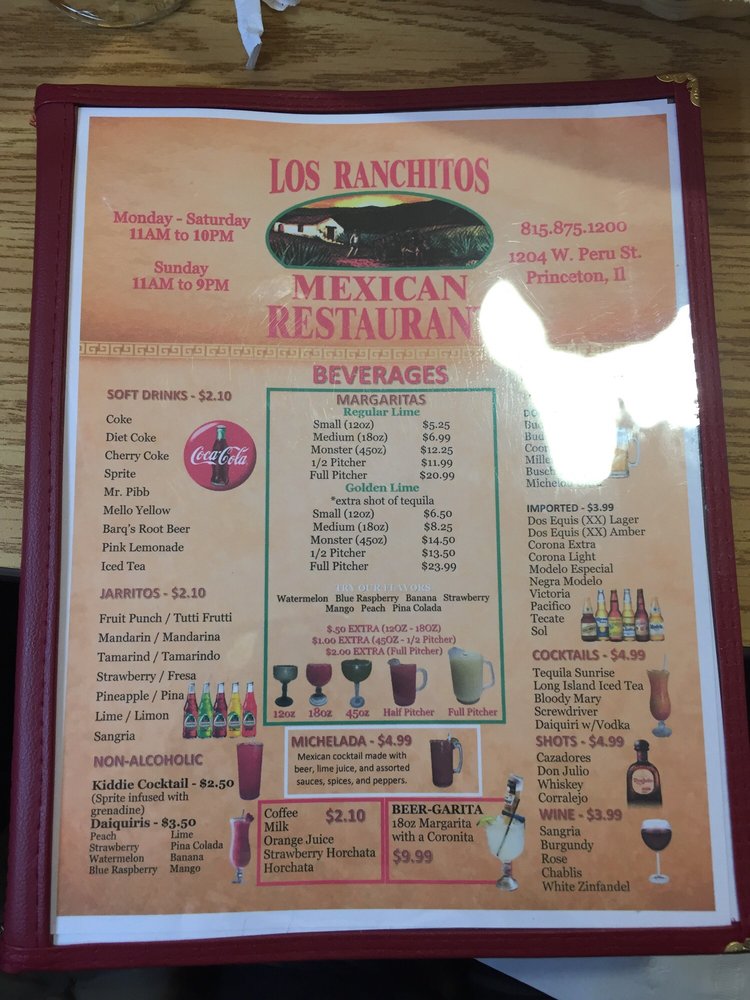 LOS RANCHITOS
Monday - Saturday
11AM to 10PM
Sunday
11AM to 9PM
815.875.1200
1204 W. Peru St.
Princeton, Il
MEXICAN
RESTAURAN
BEVERAGES
SOFT DRINKS - $2.10
Coke
Diet Coke
Cherry Coke
Sprite
Mr. Pibb
Mello Yellow
Barq's Root Beer
Pink Lemonade
Iced Tea
Coca-Cola
JARRITOS - $2.10
Fruit Punch / Tutti Frutti
Mandarin / Mandarina
Tamarind / Tamarindo
Strawberry / Fresa
Pineapple / Pina
Lime / Limon
Sangria
NON-ALCOHOLIC
Kiddie Cocktail - $2.50
(Sprite infused with
grenadine)
Daiquiris - $3.50
Peach Lime
Strawberry Pina Colada
Watermelon Banana
Blue Raspberry Mango
MARGARITAS
Regular Lime
Small (12oz) $5.25
Medium (18oz) $6.99
Monster (45oz) $12.25
1/2 Pitcher $11.99
Full Pitcher $20.99
Golden Lime
*extra shot of tequila
Small (12oz) $6.50
Medium (18oz) $8.25
Monster (45oz) $14.50
1/2 Pitcher $13.50
Full Pitcher $23.99
TRY OUR FLAVORS
Watermelon Blue Raspberry Banana Strawberry
Mango Peach Pina Colada
$.50 EXTRA (12OZ - 18OZ)
$1.00 EXTRA (45OZ - 1/2 Pitcher)
$2.00 EXTRA (Full Pitcher)
12oz 18oz 45oz Half Pitcher Full Pitcher
MICHELADA - $4.99
Mexican cocktail made with
beer, lime juice, and assorted
sauces, spices, and peppers.
Coffee $2.10
Milk
Orange Juice
Strawberry Horchata
Horchata
BEER-GARITA
18oz Margarita
with a Coronita
$9.99
IMPORTED - $3.99
Dos Equis (XX) Lager
Dos Equis (XX) Amber
Corona Extra
Corona Light
Modelo Especial
Negra Modelo
Victoria
Pacifico
Tecate
Sol
COCKTAILS - $4.99
Tequila Sunrise
Long Island Iced Tea
Bloody Mary
Screwdriver
Daiquiri w/Vodka
SHOTS - $4.99
Cazadores
Don Julio
Whiskey
Corralejo
WINE - $3.99
Sangria
Burgundy
Rose
Chablis
White Zinfandel